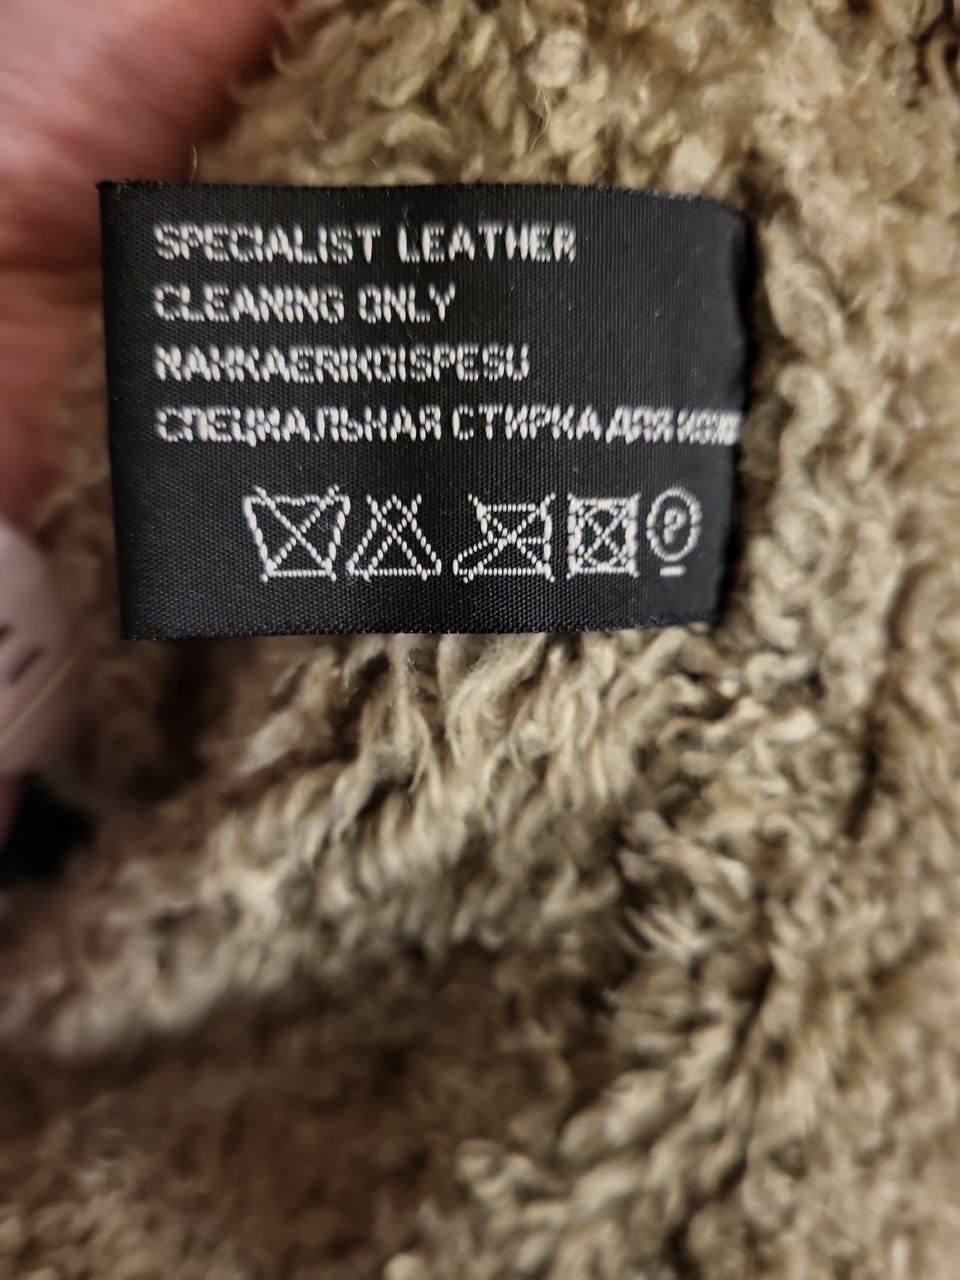 SPECIALIST LEATHER
CLEANING ONLY
NAHKAERIKOISPESU
СПЕЦИАЛЬНАЯ СТИРКА ДЛЯ
P